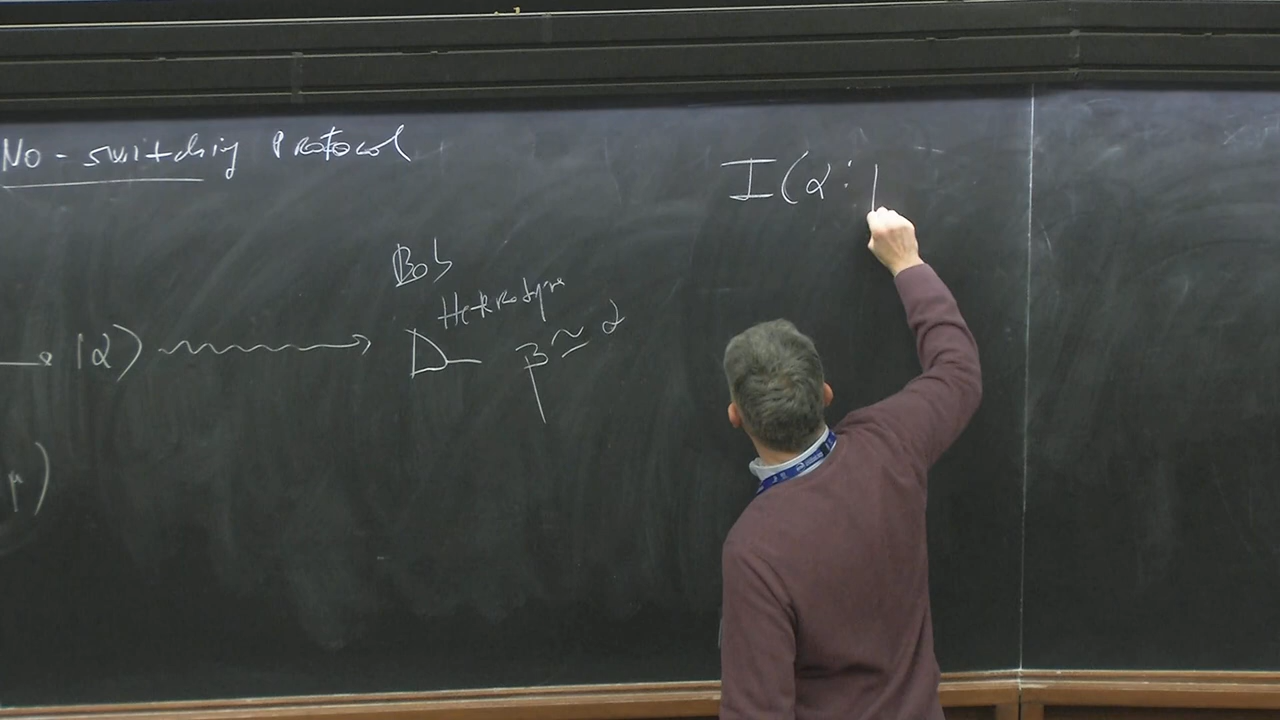 No-switching Protocol
I(α:
Bob
Heterodyne
|α⟩
β ≃ α
μ)